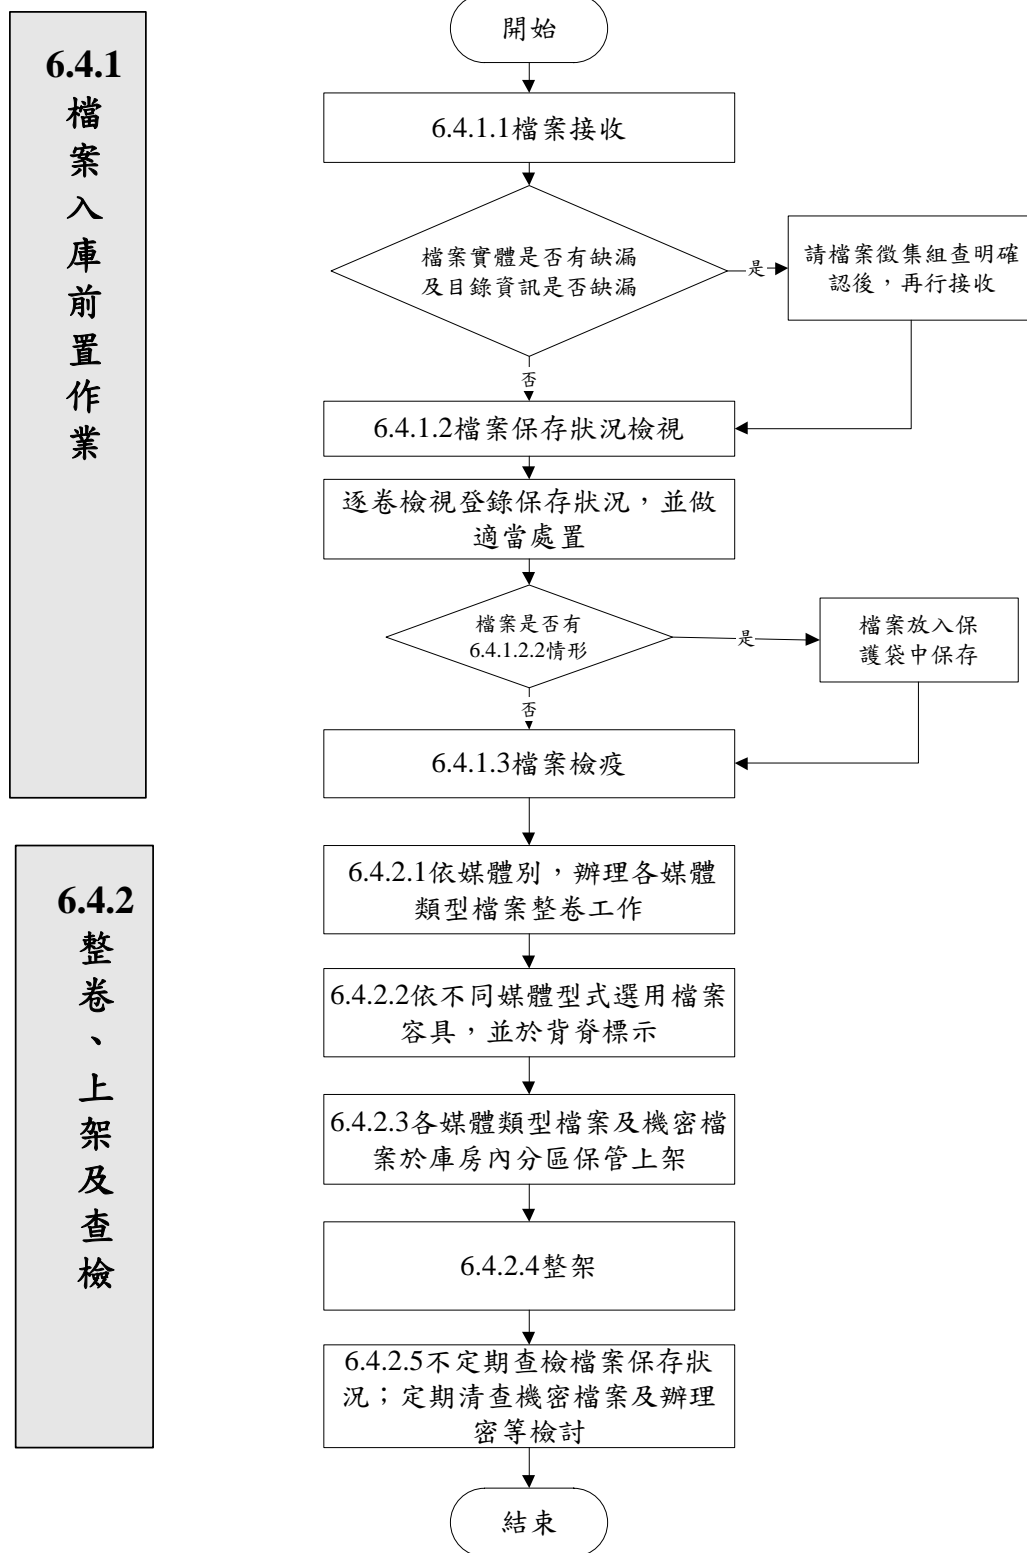 6.4.1
檔
案
入
庫
前
置
作
業
開始
6.4.1.1檔案接收
檔案實體是否有缺漏
及目錄資訊是否缺漏
是
請檔案徵集組查明確
認後，再行接收
否
6.4.1.2檔案保存狀況檢視
逐卷檢視登錄保存狀況，並做
適當處置
檔案是否有
6.4.1.2.2情形
是
檔案放入保
護袋中保存
否
6.4.1.3檔案檢疫
6.4.2
整
卷
、
上
架
及
查
檢
6.4.2.1依媒體別，辦理各媒體
類型檔案整卷工作
6.4.2.2依不同媒體型式選用檔案
容具，並於背脊標示
6.4.2.3各媒體類型檔案及機密檔
案於庫房內分區保管上架
6.4.2.4整架
6.4.2.5不定期查檢檔案保存狀
況；定期清查機密檔案及辦理
密等檢討
結束